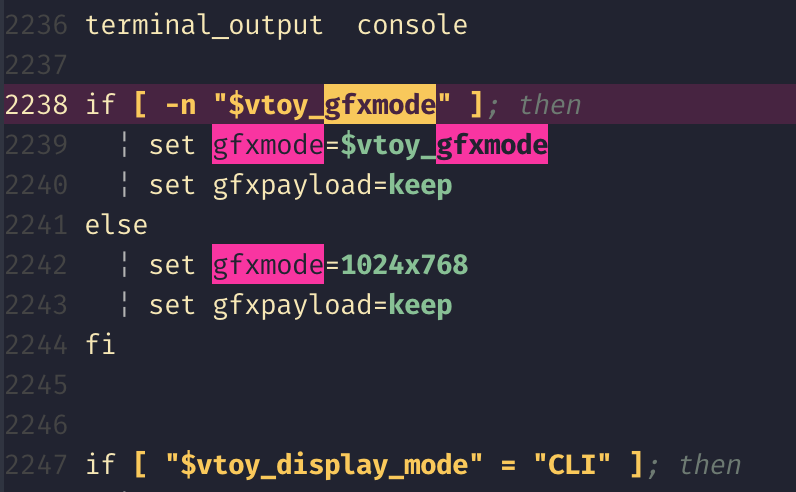 2236 terminal_output  console
2237
2238 if [ -n "$vtoy_gfxmode" ]; then
2239   ¦ set gfxmode=$vtoy_gfxmode
2240   ¦ set gfxpayload=keep
2241 else
2242   ¦ set gfxmode=1024x768
2243   ¦ set gfxpayload=keep
2244 fi
2245
2246
2247 if [ "$vtoy_display_mode" = "CLI" ]; then